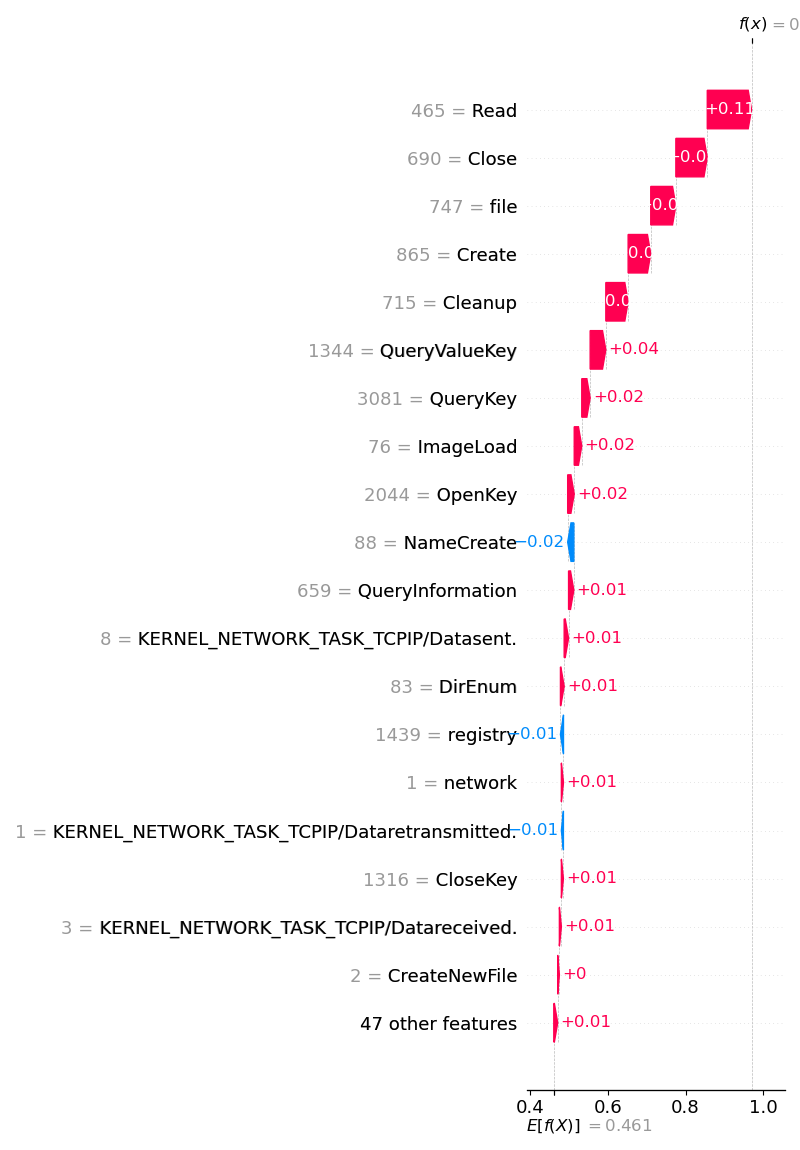 f(x) = 0
465 = Read
+0.11
690 = Close
747 = file
865 = Create
715 = Cleanup
1344 = QueryValueKey
+0.04
3081 = QueryKey
+0.02
76 = ImageLoad
+0.02
2044 = OpenKey
+0.02
88 = NameCreate
−0.02
659 = QueryInformation
+0.01
8 = KERNEL_NETWORK_TASK_TCPIP/Datasent.
+0.01
83 = DirEnum
+0.01
1439 = registry
−0.01
1 = network
+0.01
1 = KERNEL_NETWORK_TASK_TCPIP/Dataretransmitted.
−0.01
1316 = CloseKey
+0.01
3 = KERNEL_NETWORK_TASK_TCPIP/Datareceived.
+0.01
2 = CreateNewFile
+0
47 other features
+0.01
0.4 0.6 0.8 1.0
E[f(X)] = 0.461